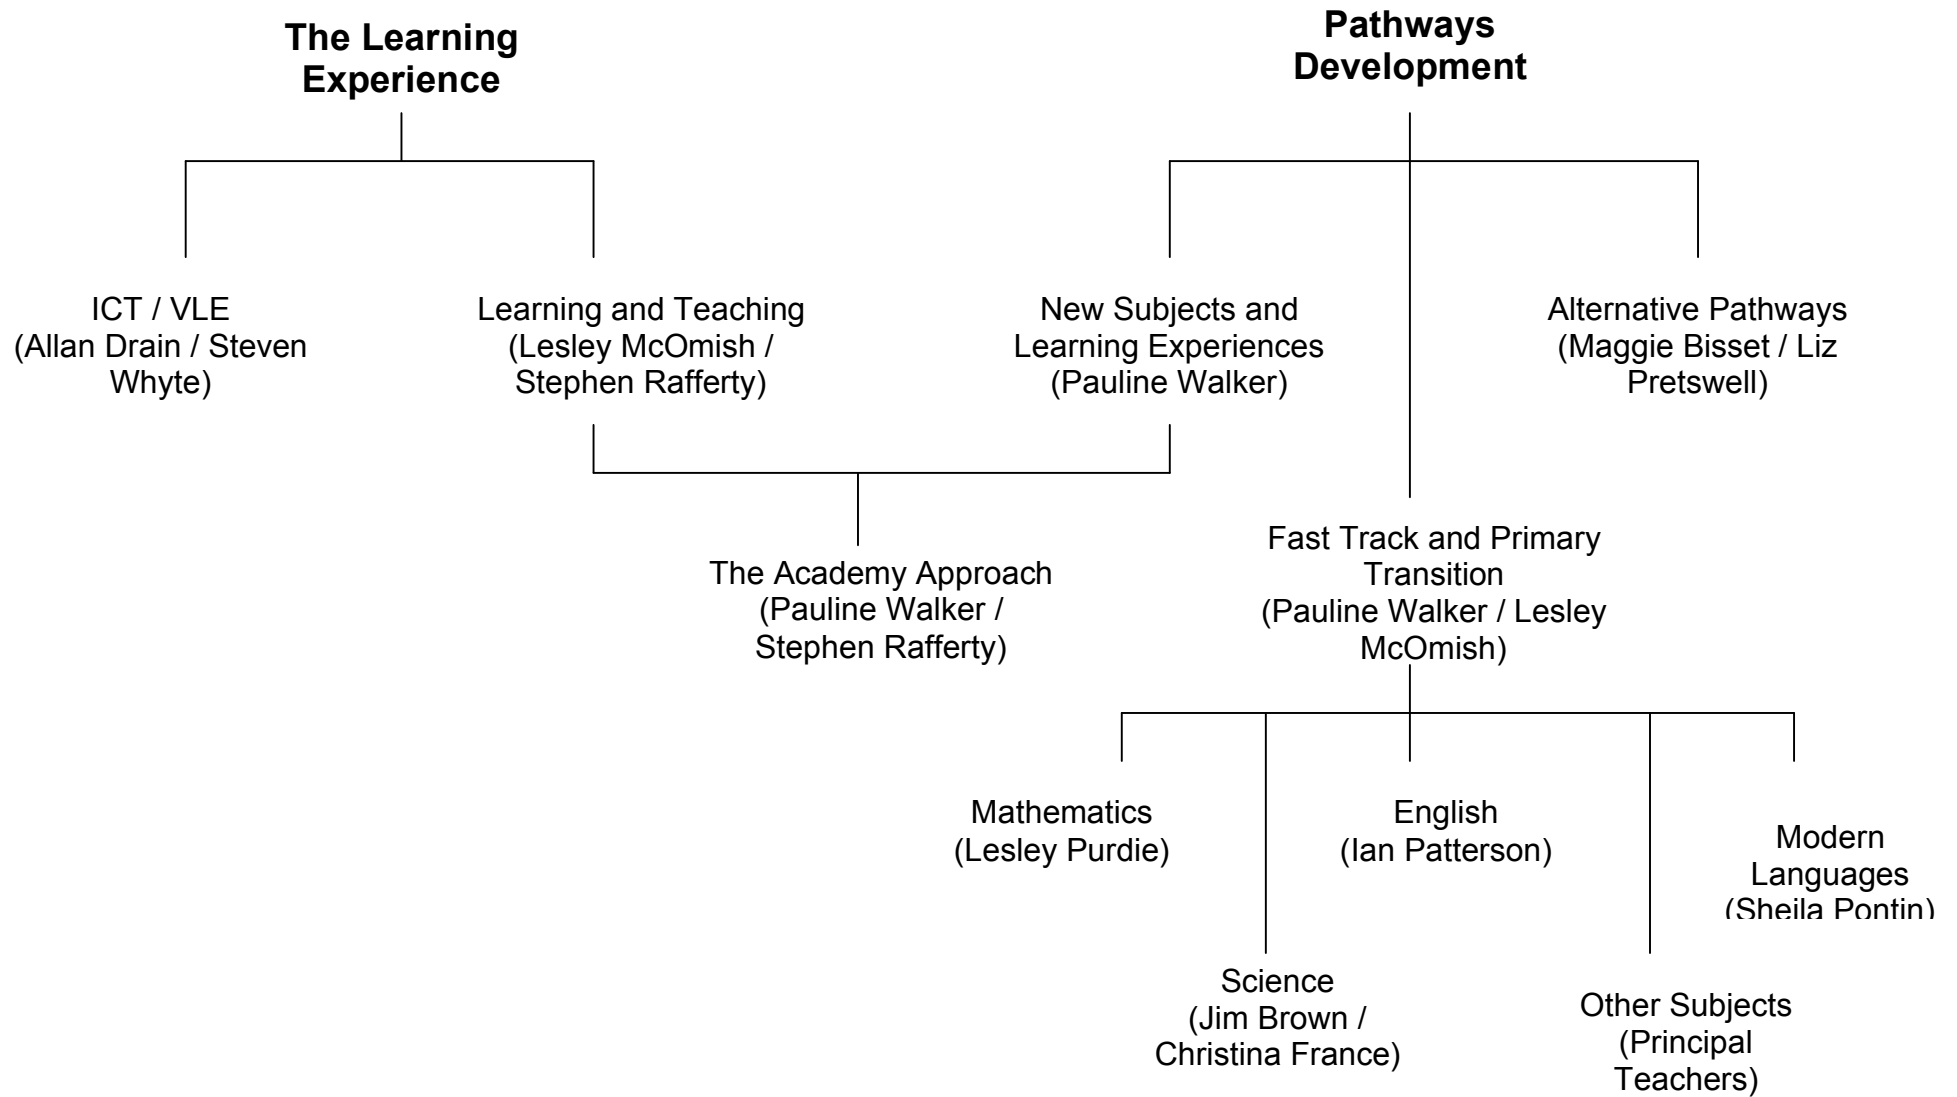 The Learning
Experience
Pathways
Development
ICT / VLE
(Allan Drain / Steven
Whyte)
Learning and Teaching
(Lesley McOmish /
Stephen Rafferty)
New Subjects and
Learning Experiences
(Pauline Walker)
Alternative Pathways
(Maggie Bisset / Liz
Pretswell)
The Academy Approach
(Pauline Walker /
Stephen Rafferty)
Fast Track and Primary
Transition
(Pauline Walker / Lesley
McOmish)
Mathematics
(Lesley Purdie)
English
(Ian Patterson)
Modern
Languages
(Sheila Pontin)
Science
(Jim Brown /
Christina France)
Other Subjects
(Principal
Teachers)